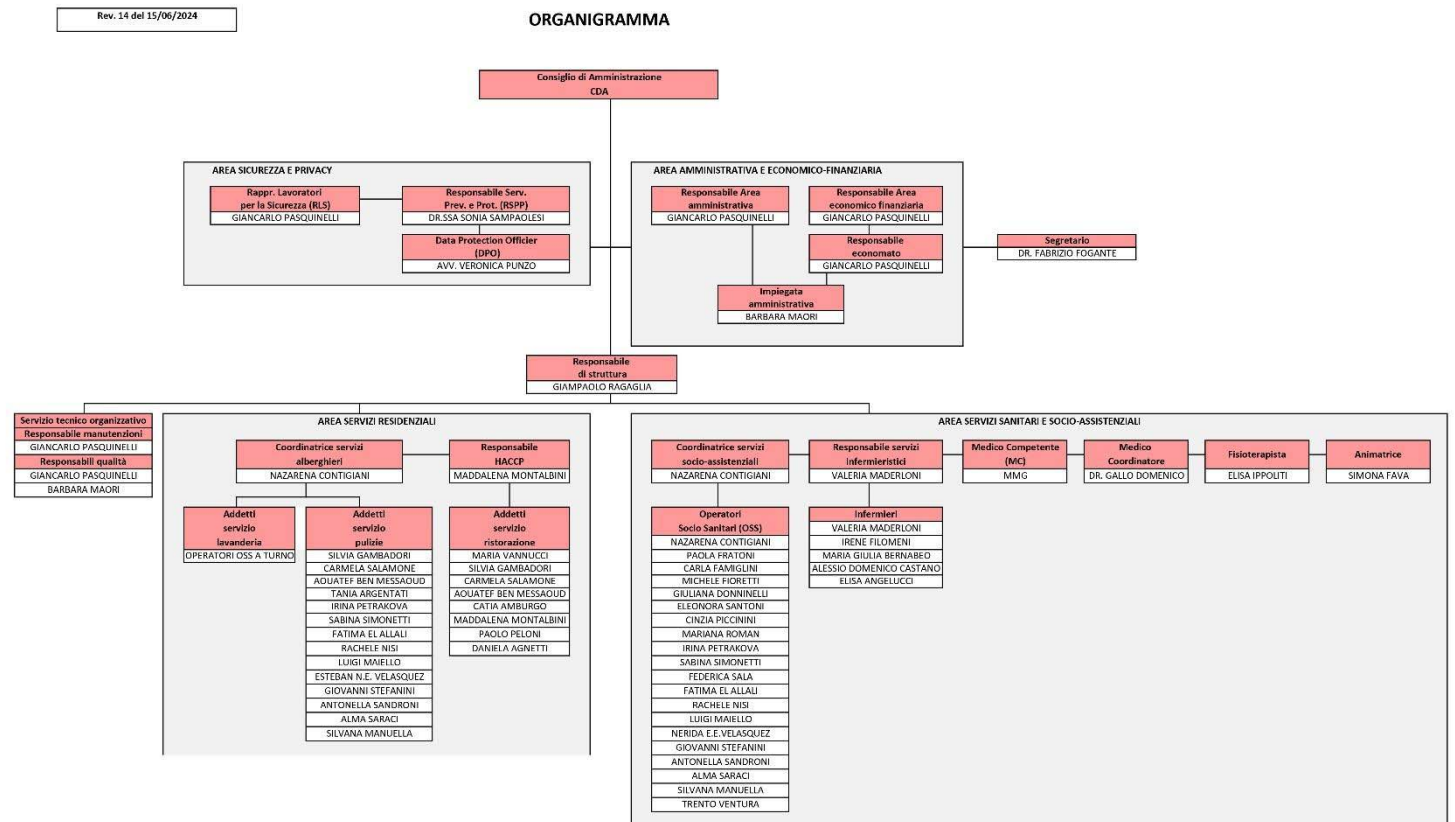 Rev. 14 del 15/06/2024
ORGANIGRAMMA
Consiglio di Amministrazione
CDA
AREA SICUREZZA E PRIVACY
Rappr. Lavoratori
per la Sicurezza (RLS)
GIANCARLO PASQUINELLI
Responsabile Serv.
Prev. e Prot. (RSPP)
DR.SSA SONIA SAMPAOLESI
Data Protection Officier
(DPO)
AVV. VERONICA PUNZO
AREA AMMINISTRATIVA E ECONOMICO-FINANZIARIA
Responsabile Area
amministrativa
GIANCARLO PASQUINELLI
Responsabile Area
economico finanziaria
GIANCARLO PASQUINELLI
Responsabile
economato
GIANCARLO PASQUINELLI
Impiegata
amministrativa
BARBARA MAORI
Segretario
DR. FABRIZIO FOGANTE
Responsabile
di struttura
GIAMPAOLO RAGAGLIA
Servizio tecnico organizzativo
Responsabile manutenzioni
GIANCARLO PASQUINELLI
Responsabili qualità
GIANCARLO PASQUINELLI
BARBARA MAORI
AREA SERVIZI RESIDENZIALI
Coordinatrice servizi
alberghieri
NAZARENA CONTIGIANI
Responsabile
HACCP
MADDALENA MONTALBINI
Addetti
servizio
lavanderia
OPERATORI OSS A TURNO
Addetti
servizio
pulizie
SILVIA GAMBADORI
CARMELA SALAMONE
AOUATEF BEN MESSAOUD
TANIA ARGENTATI
IRINA PETRAKOVA
SABINA SIMONETTI
FATIMA EL ALLALI
RACHELE NISI
LUIGI MAIELLO
ESTEBAN N.E. VELASQUEZ
GIOVANNI STEFANINI
ANTONELLA SANDRONI
ALMA SARACI
SILVANA MANUELLA
Addetti
servizio
ristorazione
MARIA VANNUCCI
SILVIA GAMBADORI
CARMELA SALAMONE
AOUATEF BEN MESSAOUD
CATIA AMBURGO
MADDALENA MONTALBINI
PAOLO PELONI
DANIELA AGNETTI
AREA SERVIZI SANITARI E SOCIO-ASSISTENZIALI
Coordinatrice servizi
socio-assistenziali
NAZARENA CONTIGIANI
Responsabile servizi
infermieristici
VALERIA MADERLONI
Medico Competente
(MC)
MMG
Medico
Coordinatore
DR. GALLO DOMENICO
Fisioterapista
ELISA IPPOLITI
Animatrice
SIMONA FAVA
Operatori
Socio Sanitari (OSS)
NAZARENA CONTIGIANI
PAOLA FRATONI
CARLA FAMIGLINI
MICHELE FIORETTI
GIULIANA DONNINELLI
ELEONORA SANTONI
CINZIA PICCININI
MARIANA ROMAN
IRINA PETRAKOVA
SABINA SIMONETTI
FEDERICA SALA
FATIMA EL ALLALI
RACHELE NISI
LUIGI MAIELLO
NERIDA E.E.VELASQUEZ
GIOVANNI STEFANINI
ANTONELLA SANDRONI
ALMA SARACI
SILVANA MANUELLA
TRENTO VENTURA
Infermieri
VALERIA MADERLONI
IRENE FILOMENI
MARIA GIULIA BERNABEO
ALESSIO DOMENICO CASTANO
ELISA ANGELUCCI